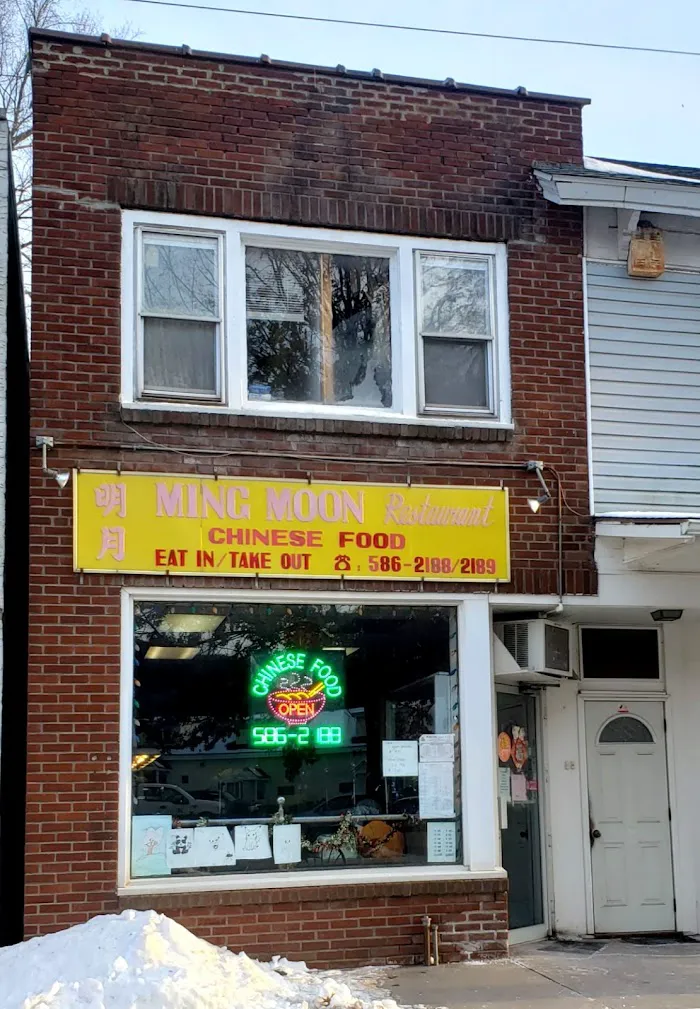 明月
MING MOON Restaurant
CHINESE FOOD
EAT IN/TAKE OUT ☎: 586-2188/2189
CHINESE FOOD
OPEN
586-2188